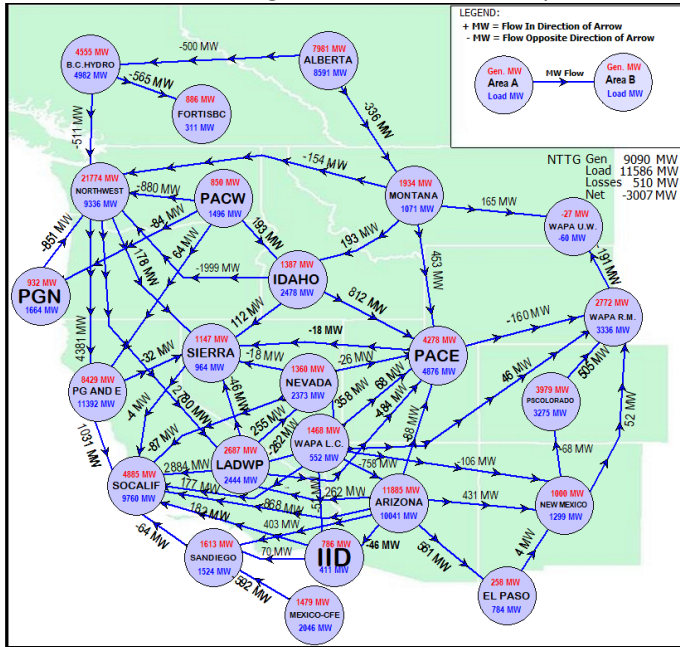 LEGEND:
+ MW = Flow In Direction of Arrow
- MW = Flow Opposite Direction of Arrow
Gen. MW
Area A
Load MW
MW Flow
Gen. MW
Area B
Load MW
NTTG Gen 9090 MW
Load 11586 MW
Losses 510 MW
Net -3007 MW
4555 MW
B.C.HYDRO
4982 MW
-500 MW
7981 MW
ALBERTA
8591 MW
-565 MW
886 MW
FORTISBC
311 MW
-336 MW
-511 MW
-154 MW
21774 MW
NORTHWEST
9336 MW
-880 MW
850 MW
PACW
1496 MW
1934 MW
MONTANA
1071 MW
165 MW
-27 MW
WAPA U.W.
-60 MW
-84 MW
193 MW
64 MW
193 MW
-851 MW
178 MW
-1999 MW
453 MW
-191 MW
932 MW
PGN
1664 MW
1387 MW
IDAHO
2478 MW
812 MW
112 MW
-160 MW
2772 MW
WAPA R.M.
3336 MW
4381 MW
-32 MW
1147 MW
SIERRA
964 MW
-18 MW
-18 MW
-26 MW
4278 MW
PACE
4876 MW
8429 MW
PG AND E
11392 MW
2780 MW
-46 MW
1360 MW
NEVADA
2373 MW
358 MW
68 MW
-484 MW
46 MW
505 MW
3979 MW
PSCOLORADO
3275 MW
52 MW
-4 MW
-87 MW
255 MW
-262 MW
1468 MW
WAPA L.C.
552 MW
-88 MW
-68 MW
1031 MW
2884 MW
2687 MW
LADWP
2444 MW
-758 MW
-106 MW
4885 MW
SOCALIF
9760 MW
177 MW
-868 MW
262 MW
11885 MW
ARIZONA
10041 MW
431 MW
1000 MW
NEW MEXICO
1299 MW
-64 MW
182 MW
403 MW
-46 MW
561 MW
4 MW
1613 MW
SANDIEGO
1524 MW
70 MW
786 MW
IID
411 MW
258 MW
EL PASO
784 MW
1479 MW
MEXICO-CFE
2046 MW